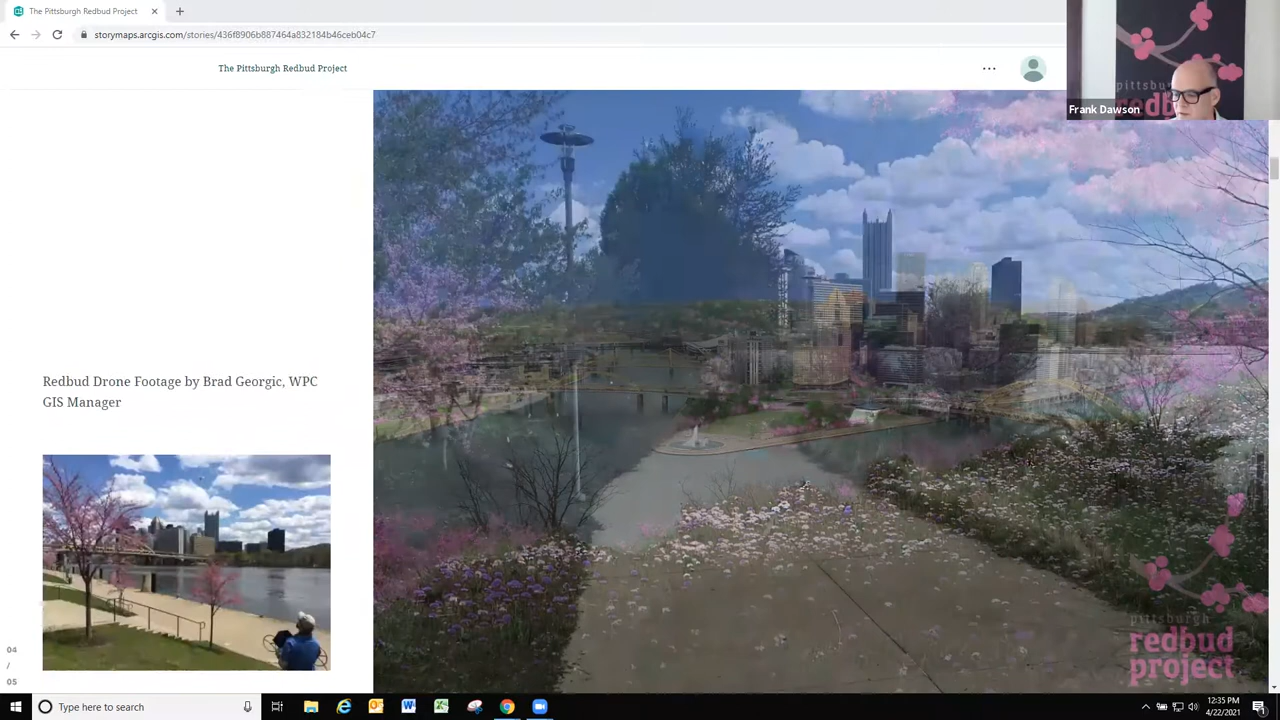 The Pittsburgh Redbud Project
storymaps.arcgis.com/stories/436f8906b887464a832184b46ceb04c7
The Pittsburgh Redbud Project
Frank Dawson
Redbud Drone Footage by Brad Georgic, WPC
GIS Manager
04
/
05
pittsburgh
redbud
project
Type here to search
12:35 PM
4/22/2021